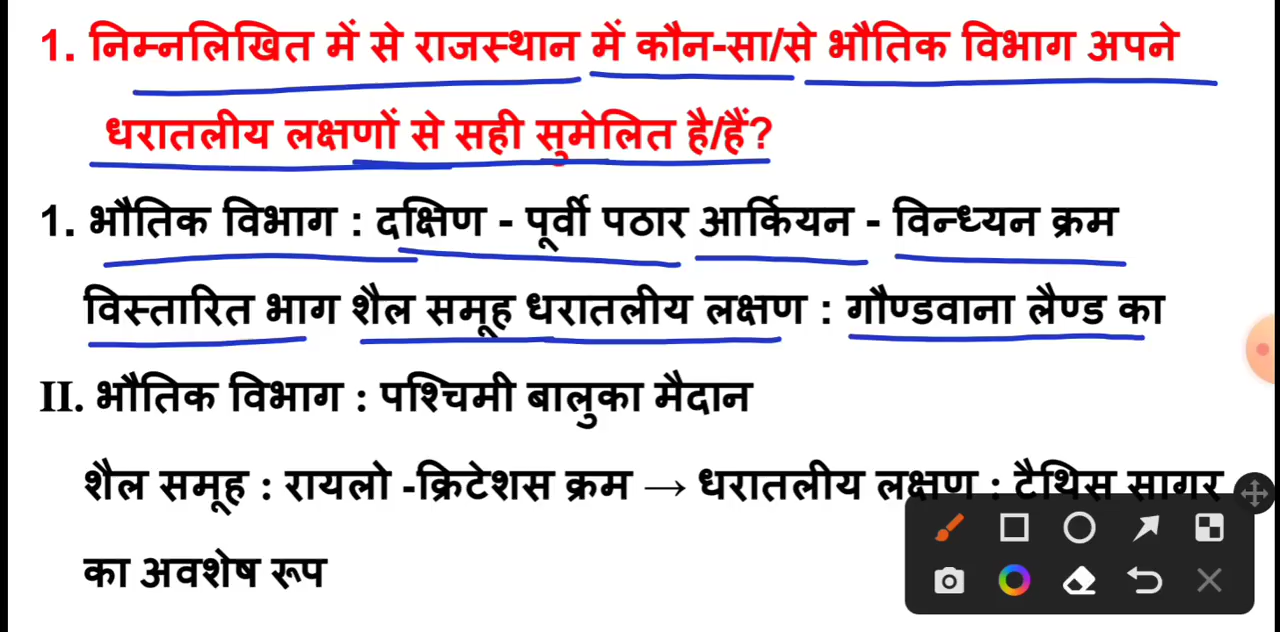 1. निम्नलिखित में से राजस्थान में कौन-सा/से भौतिक विभाग अपने
धरातलीय लक्षणों से सही सुमेलित है/हैं?
1. भौतिक विभाग : दक्षिण - पूर्वी पठार आर्कियन - विन्ध्यन क्रम
विस्तारित भाग शैल समूह धरातलीय लक्षण : गौण्डवाना लैण्ड का
II. भौतिक विभाग : पश्चिमी बालुका मैदान
शैल समूह : रायलो -क्रिटेशस क्रम → धरातलीय लक्षण : टैथिस सागर
का अवशेष रूप